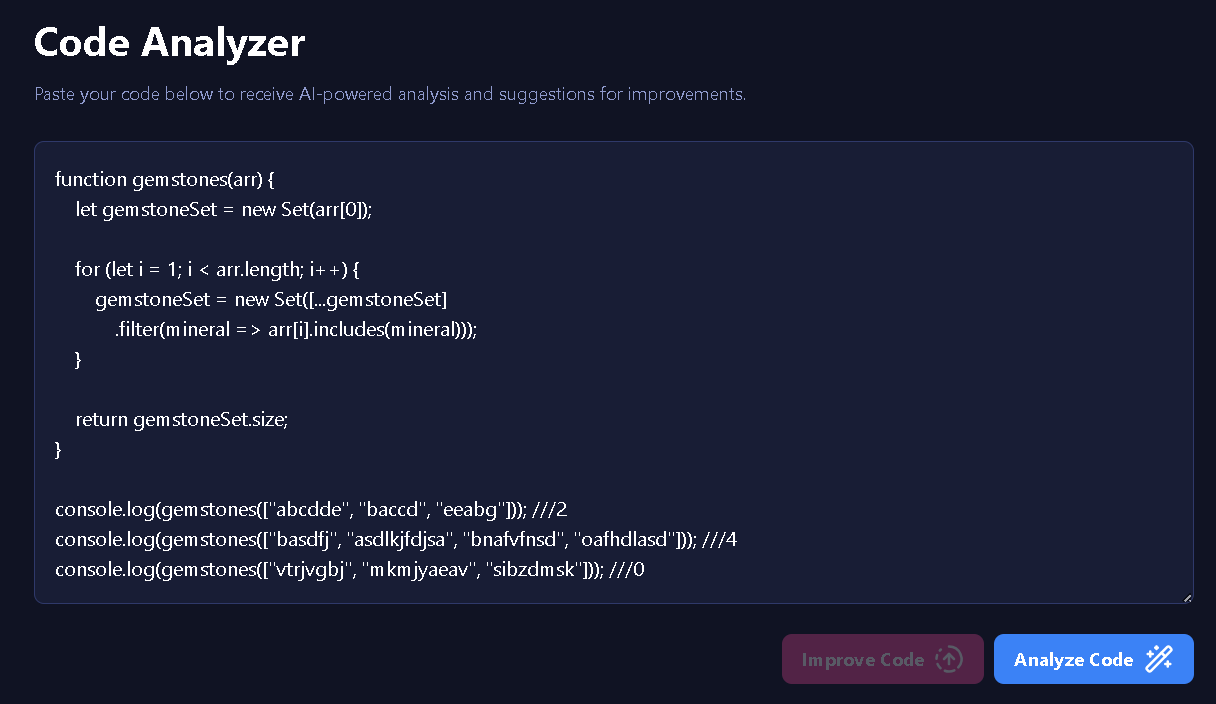 Code Analyzer
Paste your code below to receive AI-powered analysis and suggestions for improvements.
function gemstones(arr) {
    let gemstoneSet = new Set(arr[0]);
    for (let i = 1; i < arr.length; i++) {
        gemstoneSet = new Set([...gemstoneSet]
            .filter(mineral => arr[i].includes(mineral)));
    }
    return gemstoneSet.size;
}
console.log(gemstones(["abcdde", "baccd", "eeabg"])); ///2
console.log(gemstones(["basdfj", "asdlkjfdjsa", "bnafvfnsd", "oafhdlasd"])); ///4
console.log(gemstones(["vtrjvgbj", "mkmjyaeav", "sibzdmsk"])); ///0
Improve Code
Analyze Code